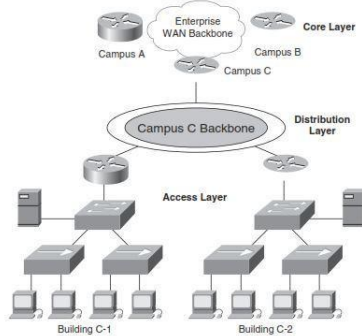 Enterprise
WAN Backbone
Core Layer
Campus A
Campus B
Campus C
Campus C Backbone
Distribution
Layer
Access Layer
Building C-1
Building C-2